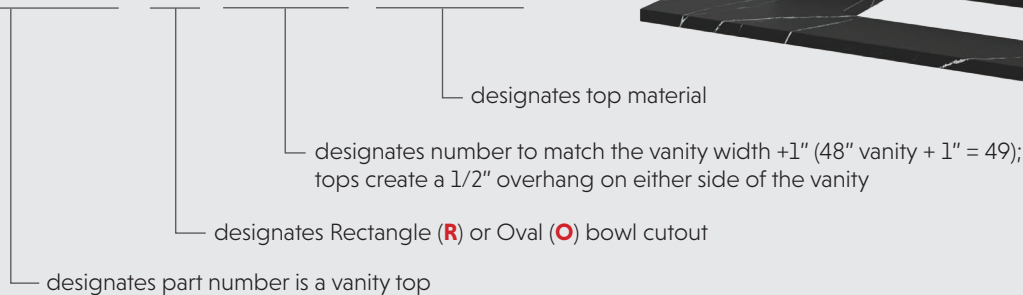 designates top material
designates number to match the vanity width +1" (48" vanity + 1" = 49);
tops create a 1/2" overhang on either side of the vanity
designates Rectangle (R) or Oval (O) bowl cutout
designates part number is a vanity top